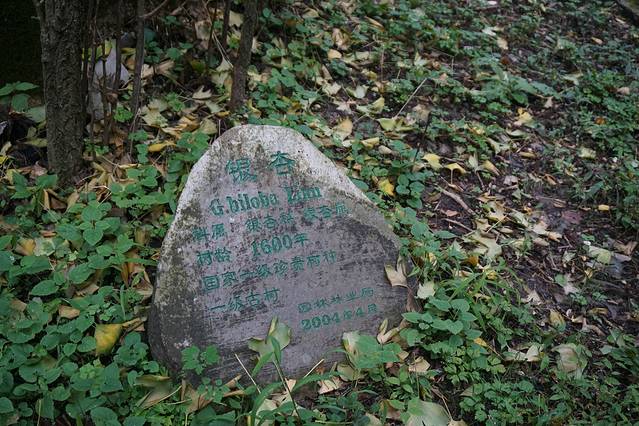 银杏
G.biloba Linn
科属：银杏科 银杏属
树龄：1600年
国家二级珍贵树种
一级古树
园林林业局
2004年4月